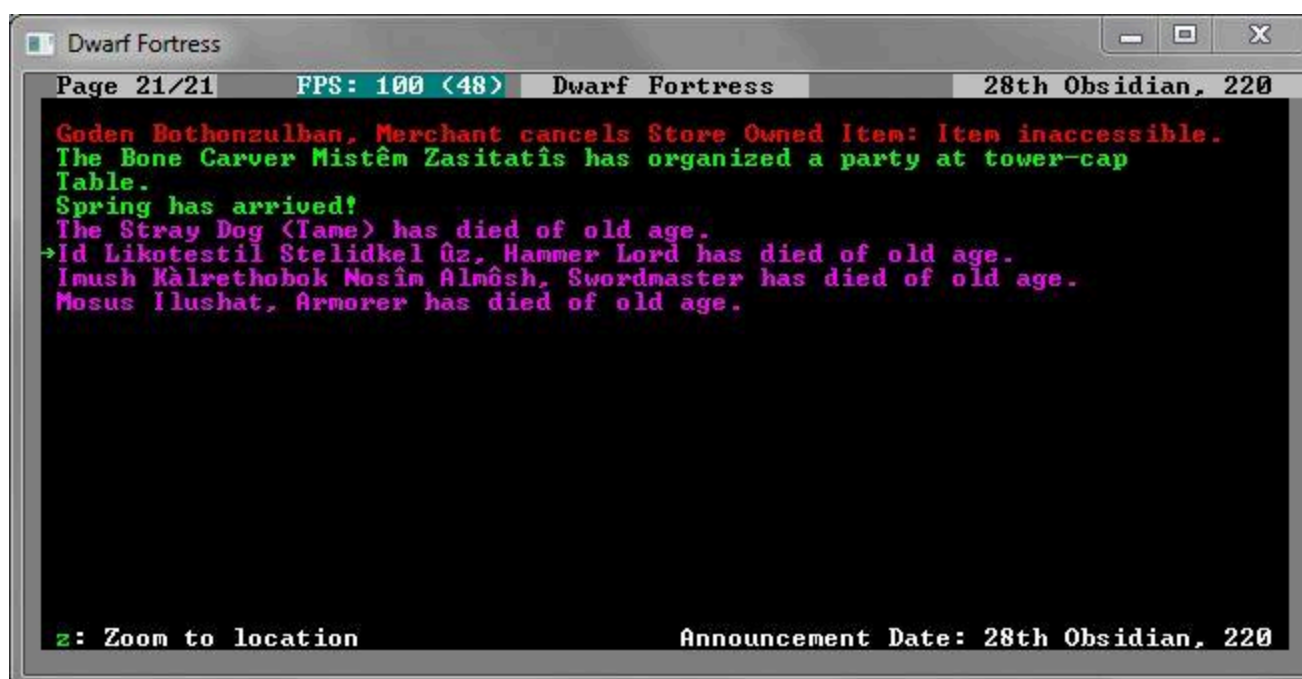 Dwarf Fortress
Page 21/21 FPS: 100 (48) Dwarf Fortress 28th Obsidian, 220
Goden Bothonzulban, Merchant cancels Store Owned Item: Item inaccessible.
The Bone Carver Mistêm Zasitatîs has organized a party at tower-cap
Table.
Spring has arrived!
The Stray Dog (Tame) has died of old age.
→Id Likotestil Stelidkel ûz, Hammer Lord has died of old age.
Imush Kàlrethobok Nosîm Almôsh, Swordmaster has died of old age.
Mosus Ilushat, Armorer has died of old age.
z: Zoom to location Announcement Date: 28th Obsidian, 220